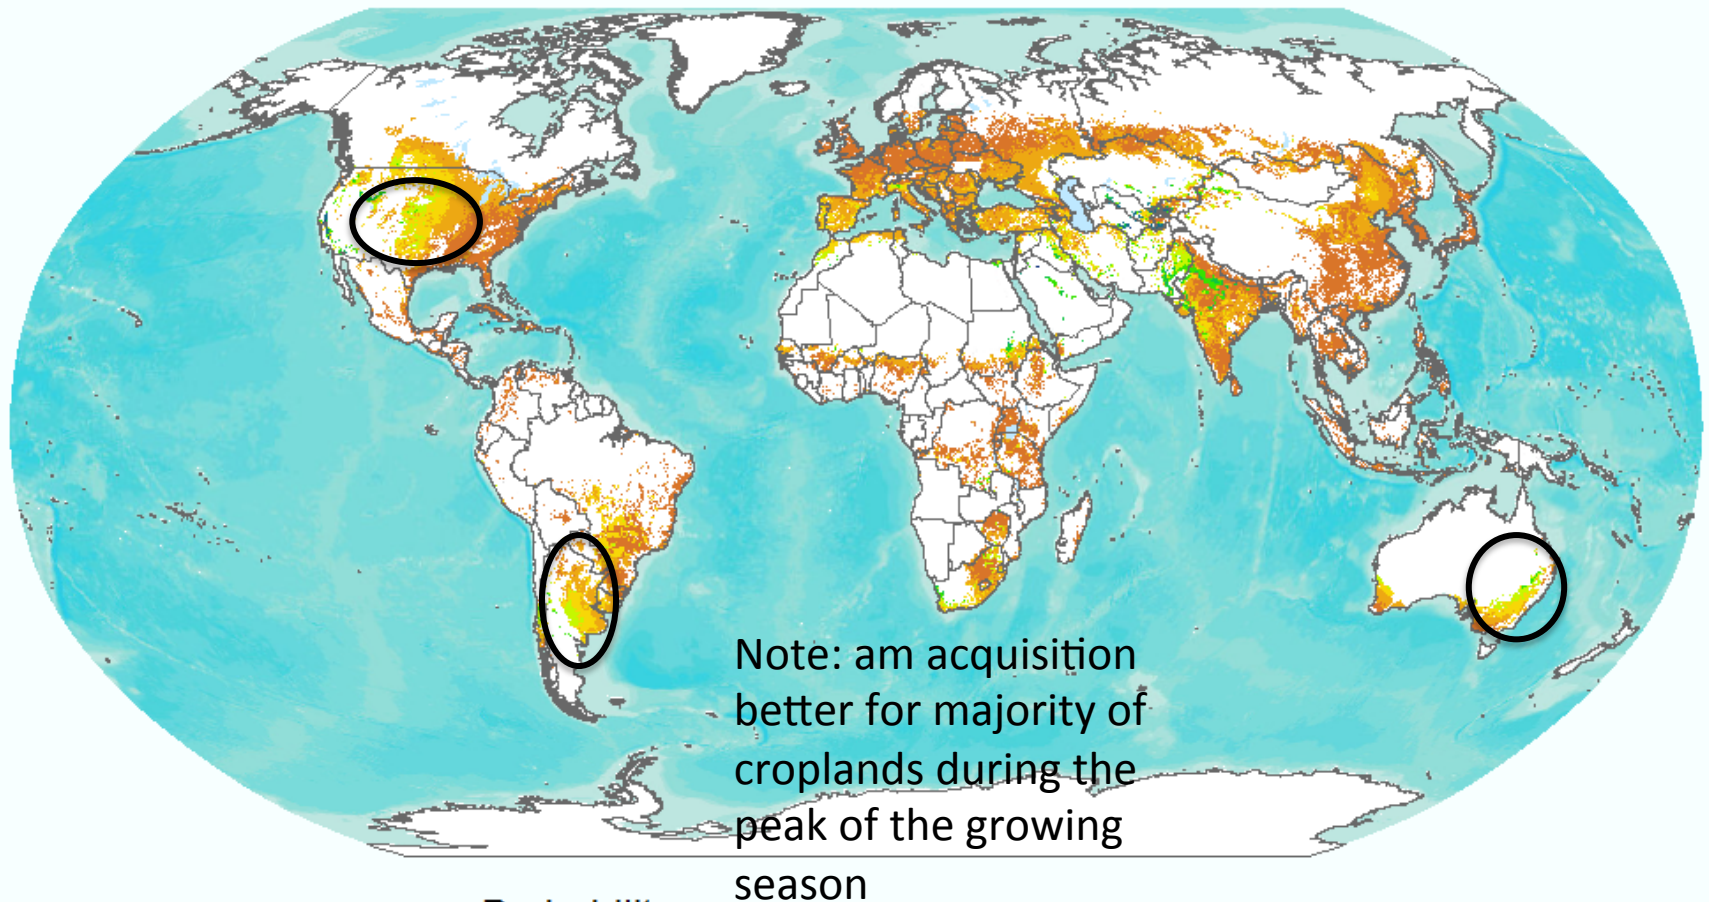 Note: am acquisition
better for majority of
croplands during the
peak of the growing
season